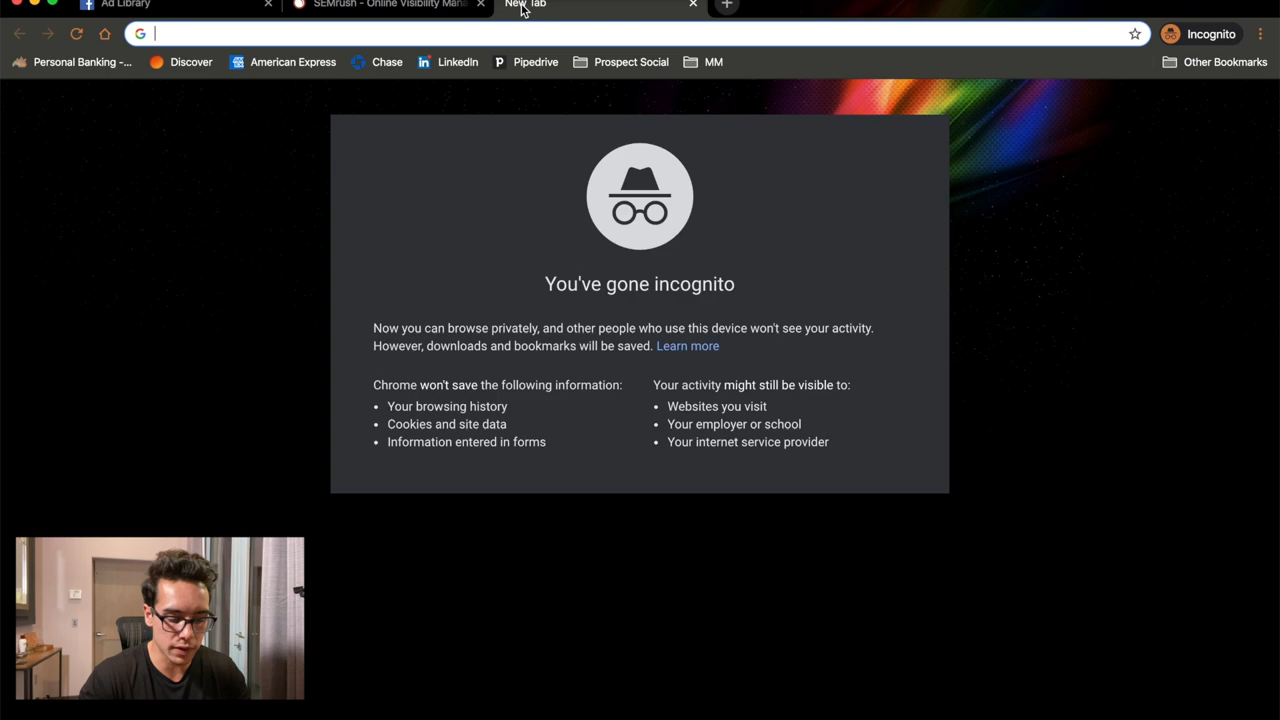 Ad Library
SEMrush - Online Visibility Mana
New Tab
Incognito
Personal Banking -...
Discover
American Express
Chase
LinkedIn
Pipedrive
Prospect Social
MM
Other Bookmarks
You've gone incognito
Now you can browse privately, and other people who use this device won't see your activity.
However, downloads and bookmarks will be saved. Learn more
Chrome won't save the following information:
Your browsing history
Cookies and site data
Information entered in forms
Your activity might still be visible to:
Websites you visit
Your employer or school
Your internet service provider